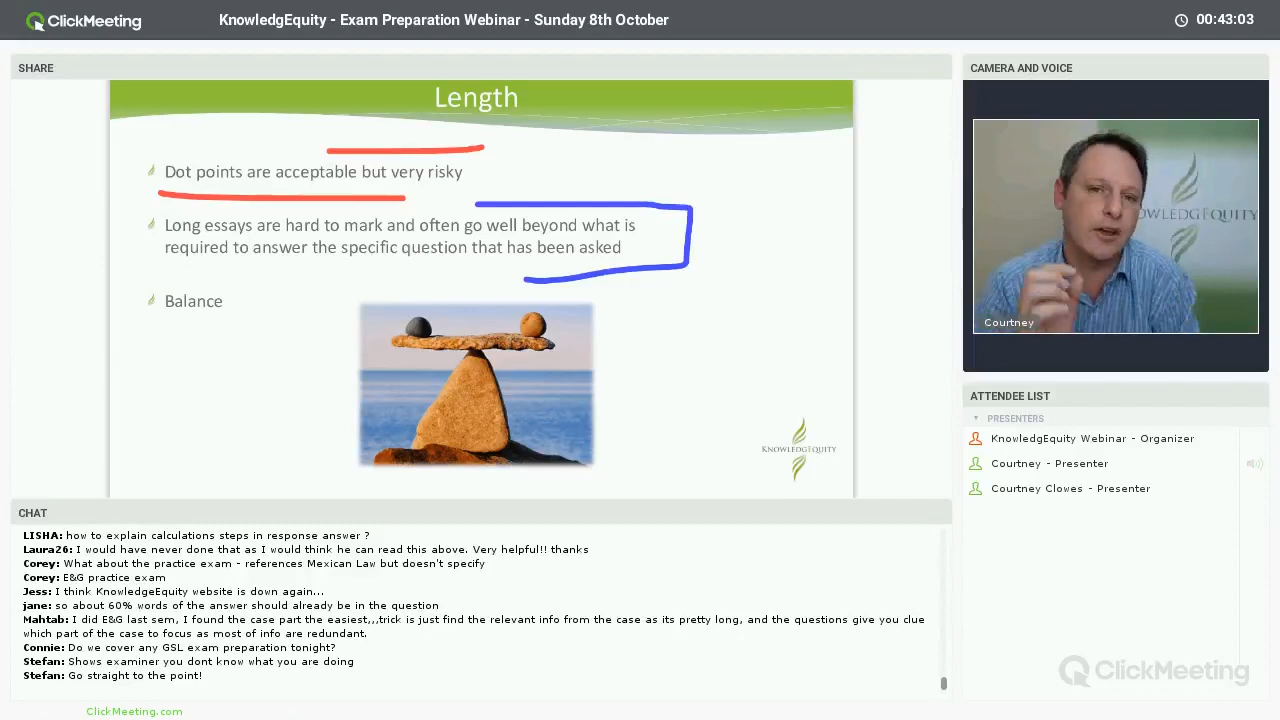 ClickMeeting
KnowledgEquity - Exam Preparation Webinar - Sunday 8th October
00:43:03
SHARE
Length
Dot points are acceptable but very risky
Long essays are hard to mark and often go well beyond what is
required to answer the specific question that has been asked
Balance
KNOWLEDGEQUITY
CAMERA AND VOICE
NOWLEDGEQUITY
Courtney
ATTENDEE LIST
PRESENTERS
KnowledgEquity Webinar - Organizer
Courtney - Presenter
Courtney Clowes - Presenter
CHAT
LISHA: how to explain calculations steps in response answer ?
Laura26: I would have never done that as I would think he can read this above. Very helpful!! thanks
Corey: What about the practice exam - references Mexican Law but doesn't specify
Corey: E&G practice exam
Jess: I think KnowledgeEquity website is down again...
jane: so about 60% words of the answer should already be in the question
Mahtab: I did E&G last sem, I found the case part the easiest,,,trick is just find the relevant info from the case as its pretty long, and the questions give you clue
which part of the case to focus as most of info are redundant.
Connie: Do we cover any GSL exam preparation tonight?
Stefan: Shows examiner you dont know what you are doing
Stefan: Go straight to the point!
ClickMeeting
ClickMeeting.com